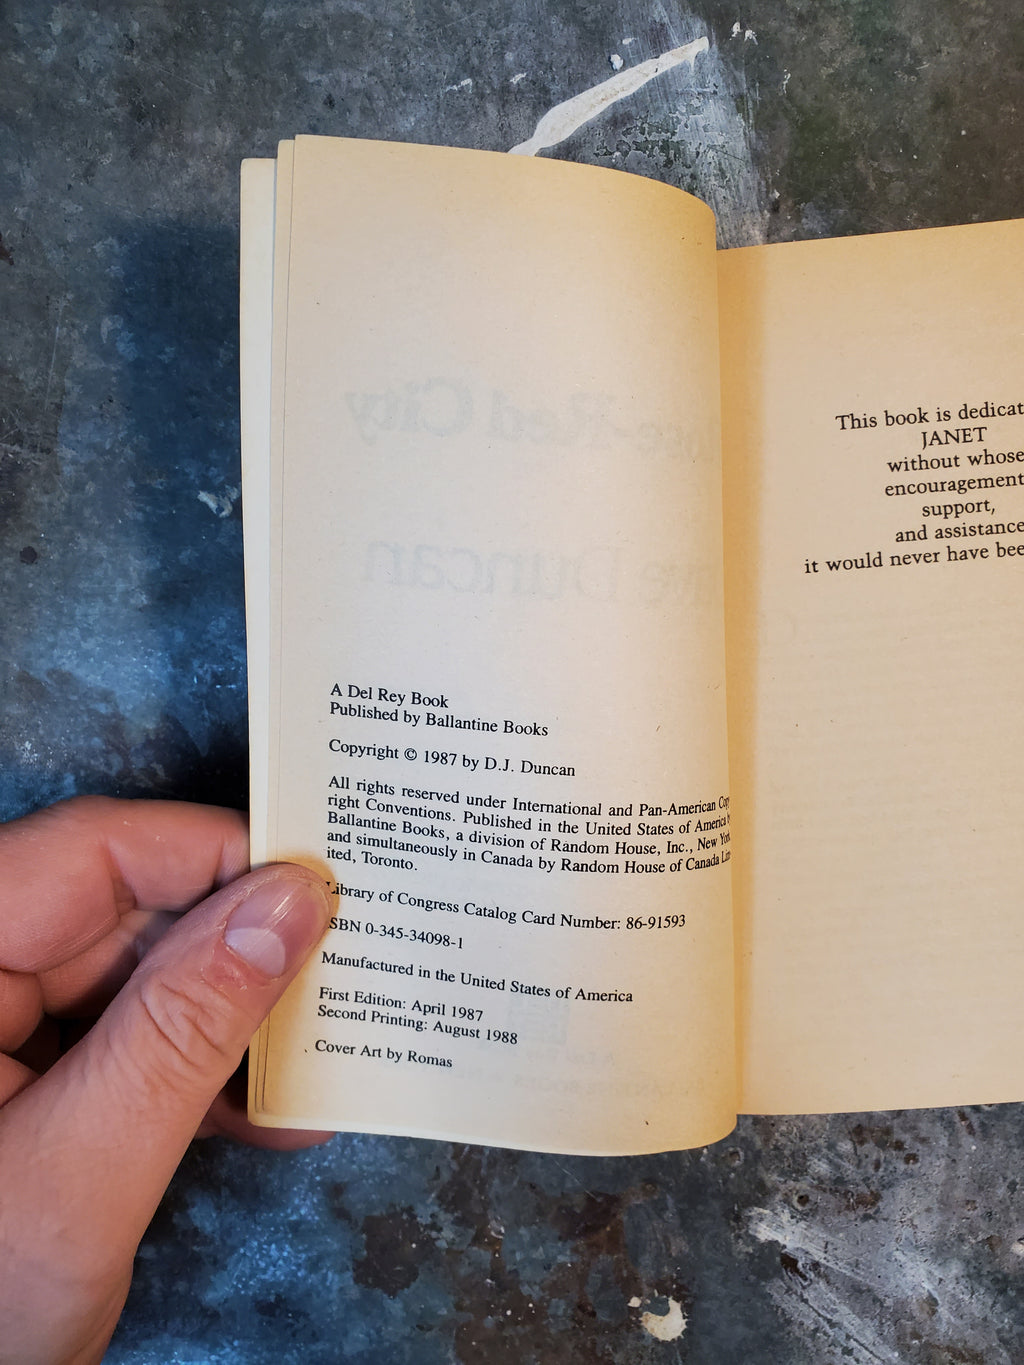 A Del Rey Book
Published by Ballantine Books
Copyright © 1987 by D.J. Duncan
All rights reserved under International and Pan-American Cop
right Conventions. Published in the United States of America b
Ballantine Books, a division of Random House, Inc., New Yor
and simultaneously in Canada by Random House of Canada Lim
ited, Toronto.
Library of Congress Catalog Card Number: 86-91593
ISBN 0-345-34098-1
Manufactured in the United States of America
First Edition: April 1987
Second Printing: August 1988
Cover Art by Romas
This book is dedicat
JANET
without whose
encouragement
support,
and assistance
it would never have bee